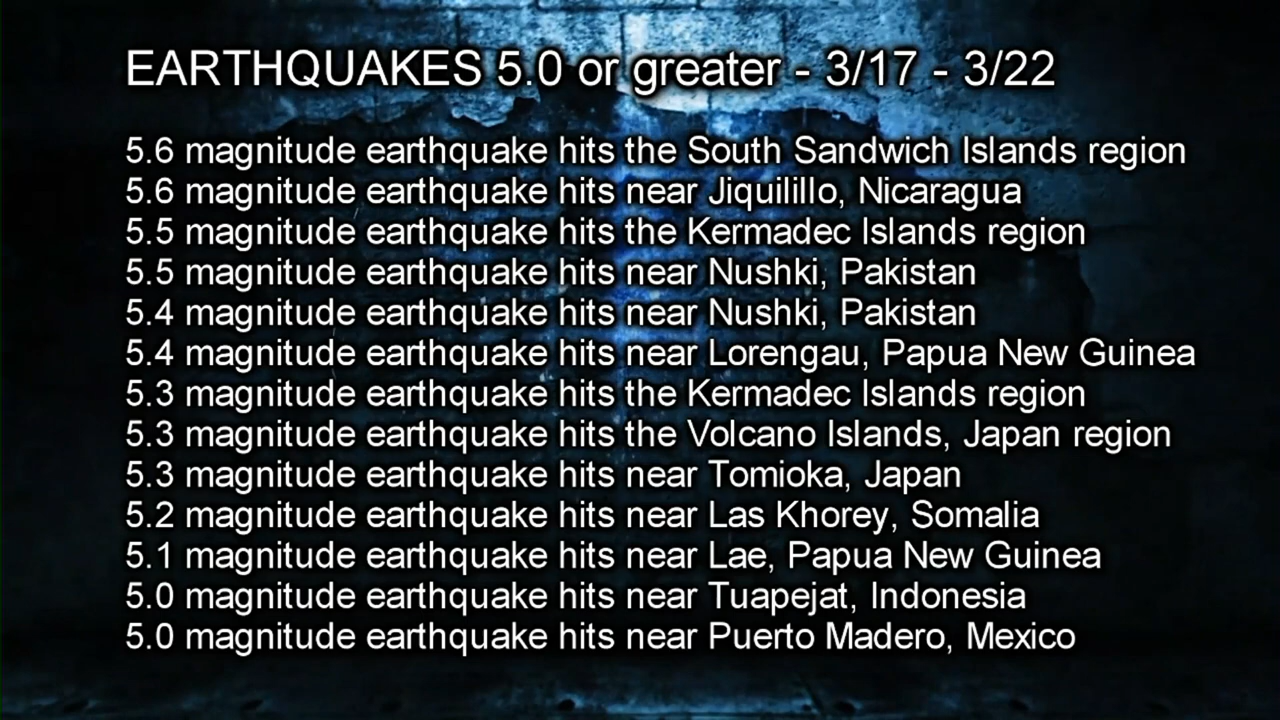 EARTHQUAKES 5.0 or greater - 3/17 - 3/22
5.6 magnitude earthquake hits the South Sandwich Islands region
5.6 magnitude earthquake hits near Jiquilillo, Nicaragua
5.5 magnitude earthquake hits the Kermadec Islands region
5.5 magnitude earthquake hits near Nushki, Pakistan
5.4 magnitude earthquake hits near Nushki, Pakistan
5.4 magnitude earthquake hits near Lorengau, Papua New Guinea
5.3 magnitude earthquake hits the Kermadec Islands region
5.3 magnitude earthquake hits the Volcano Islands, Japan region
5.3 magnitude earthquake hits near Tomioka, Japan
5.2 magnitude earthquake hits near Las Khorey, Somalia
5.1 magnitude earthquake hits near Lae, Papua New Guinea
5.0 magnitude earthquake hits near Tuapejat, Indonesia
5.0 magnitude earthquake hits near Puerto Madero, Mexico